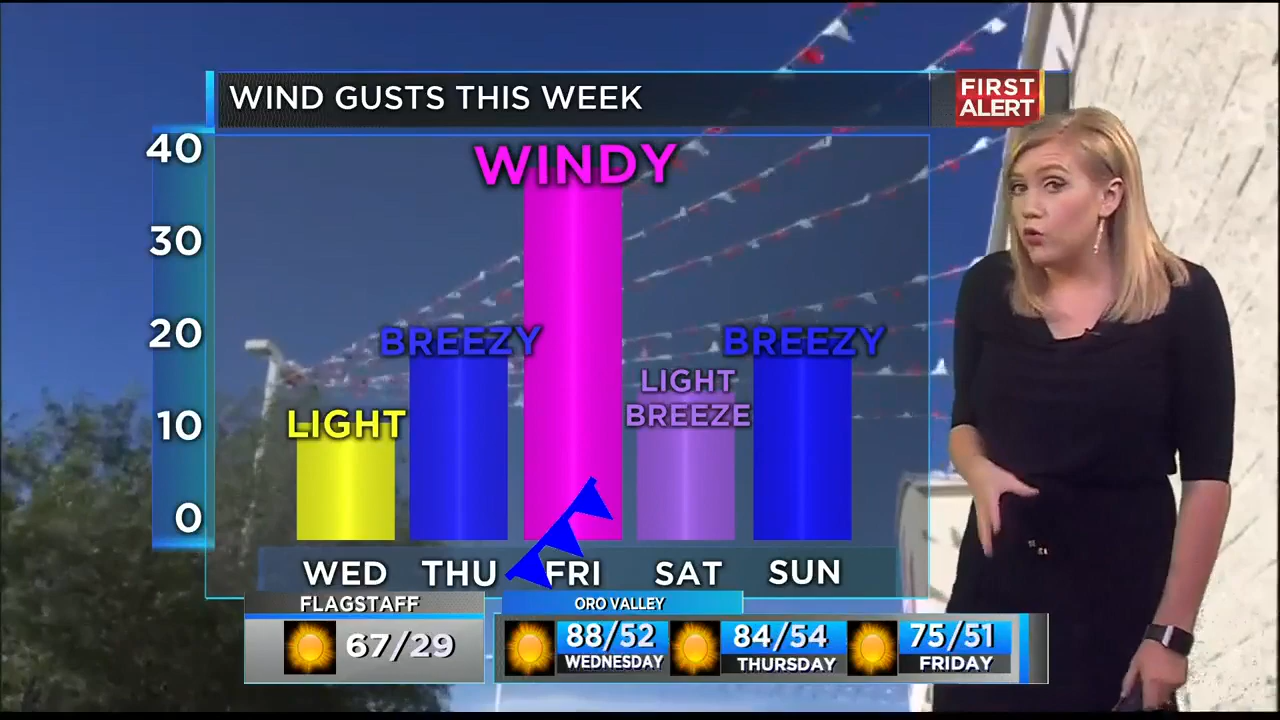 WIND GUSTS THIS WEEK
FIRST
ALERT
40
30
20
10
0
WINDY
BREEZY
BREEZY
LIGHT
BREEZE
LIGHT
WED THU FRI SAT SUN
FLAGSTAFF
67/29
ORO VALLEY
88/52
WEDNESDAY
84/54
THURSDAY
75/51
FRIDAY
N